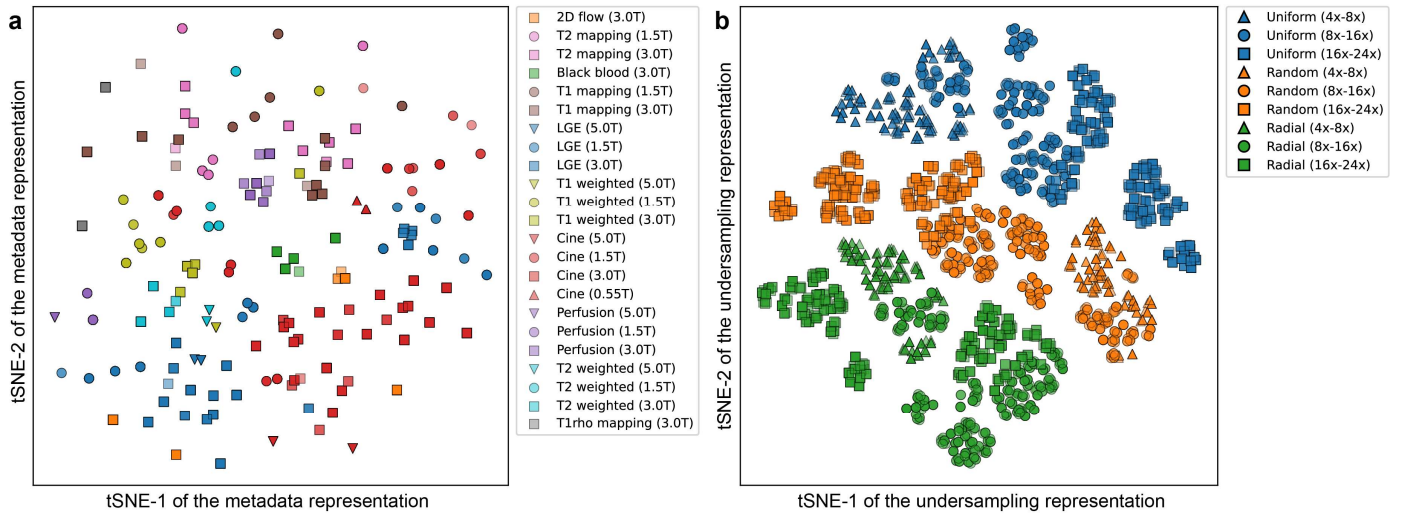 a
tSNE-2 of the metadata representation
tSNE-1 of the metadata representation
2D flow (3.0T)
T2 mapping (1.5T)
T2 mapping (3.0T)
Black blood (3.0T)
T1 mapping (1.5T)
T1 mapping (3.0T)
LGE (5.0T)
LGE (1.5T)
LGE (3.0T)
T1 weighted (5.0T)
T1 weighted (1.5T)
T1 weighted (3.0T)
Cine (5.0T)
Cine (1.5T)
Cine (3.0T)
Cine (0.55T)
Perfusion (5.0T)
Perfusion (1.5T)
Perfusion (3.0T)
T2 weighted (5.0T)
T2 weighted (1.5T)
T2 weighted (3.0T)
T1rho mapping (3.0T)
b
tSNE-2 of the undersampling representation
tSNE-1 of the undersampling representation
Uniform (4x-8x)
Uniform (8x-16x)
Uniform (16x-24x)
Random (4x-8x)
Random (8x-16x)
Random (16x-24x)
Radial (4x-8x)
Radial (8x-16x)
Radial (16x-24x)